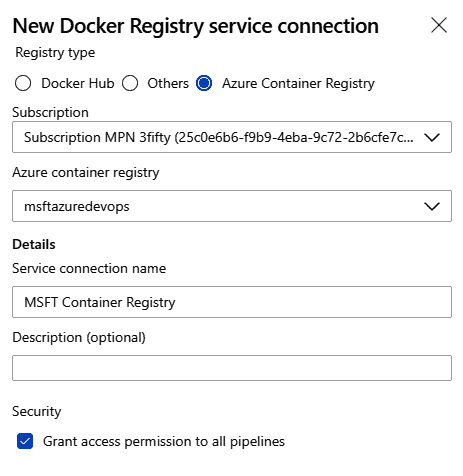 New Docker Registry service connection
Registry type
Docker Hub Others Azure Container Registry
Subscription
Subscription MPN 3fifty (25c0e6b6-f9b9-4eba-9c72-2b6cfe7c...
Azure container registry
msftazuredevops
Details
Service connection name
MSFT Container Registry
Description (optional)
Security
Grant access permission to all pipelines